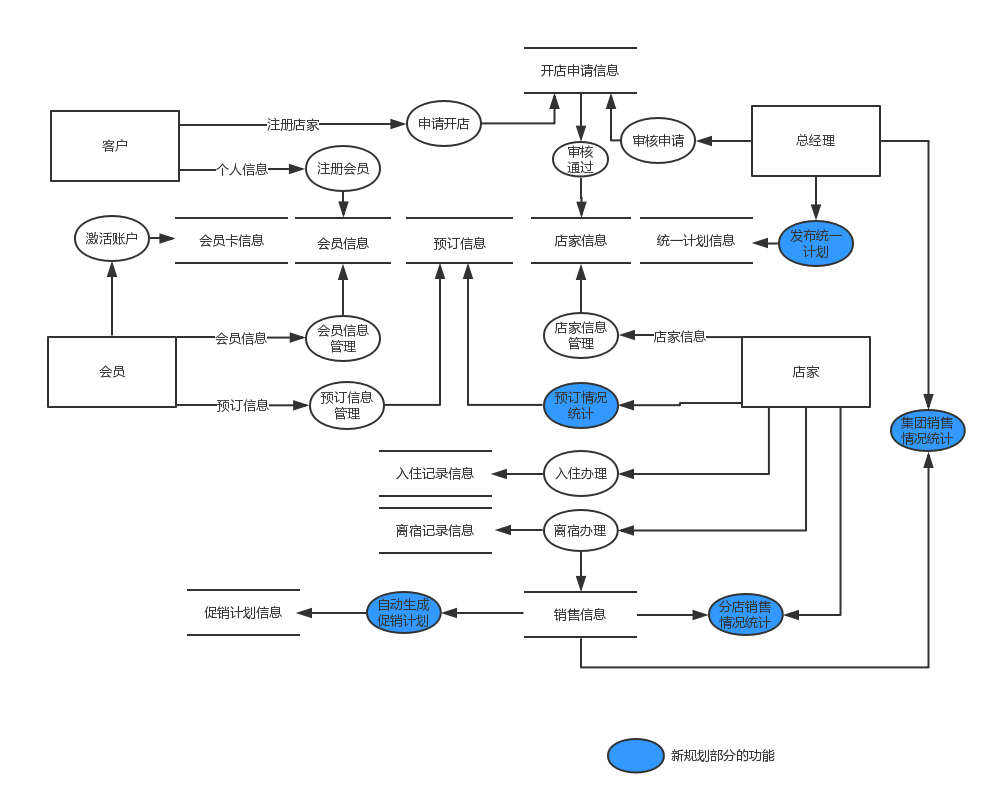 开店申请信息
注册店家
申请开店
审核
通过
审核申请
总经理
客户
个人信息
注册会员
激活账户
会员卡信息
会员信息
预订信息
店家信息
统一计划信息
发布统一
计划
会员信息
会员信息
管理
店家信息
管理
店家信息
会员
店家
预订信息
预订信息
管理
预订情况
统计
集团销售
情况统计
入住记录信息
入住办理
离宿记录信息
离宿办理
促销计划信息
自动生成
促销计划
销售信息
分店销售
情况统计
新规划部分的功能